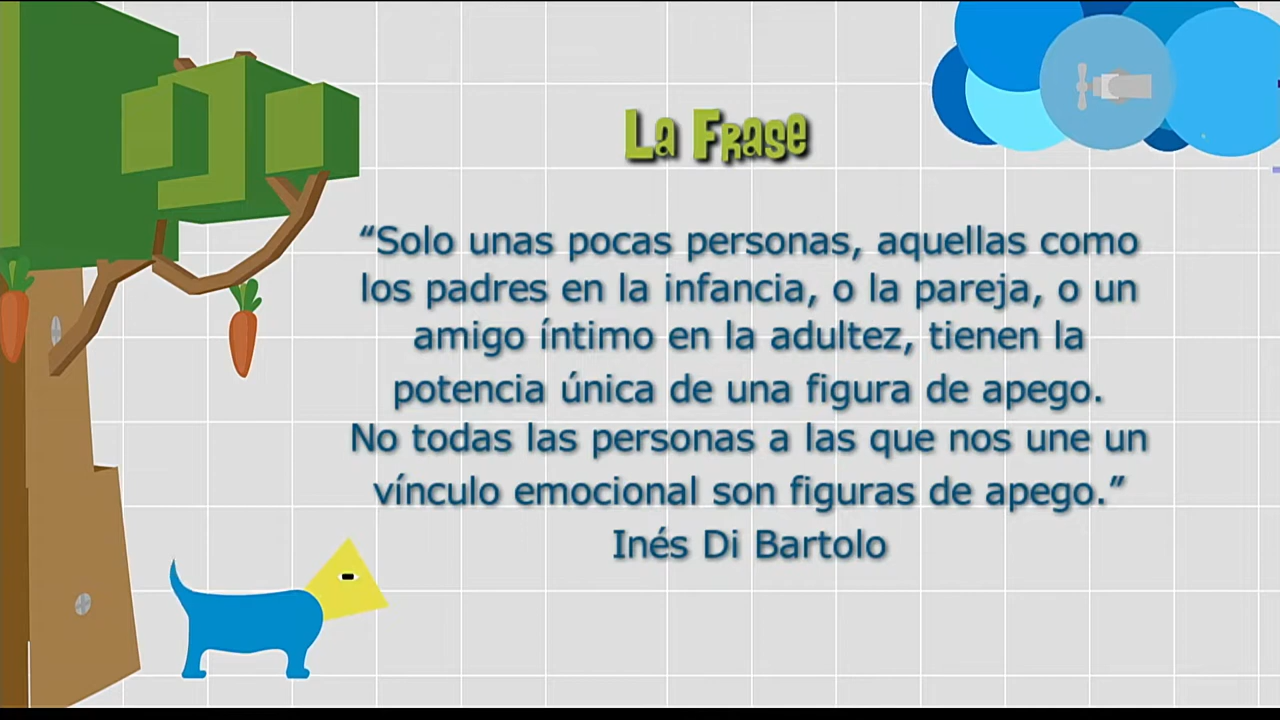 La Frase
“Solo unas pocas personas, aquellas como
los padres en la infancia, o la pareja, o un
amigo íntimo en la adultez, tienen la
potencia única de una figura de apego.
No todas las personas a las que nos une un
vínculo emocional son figuras de apego.”
Inés Di Bartolo